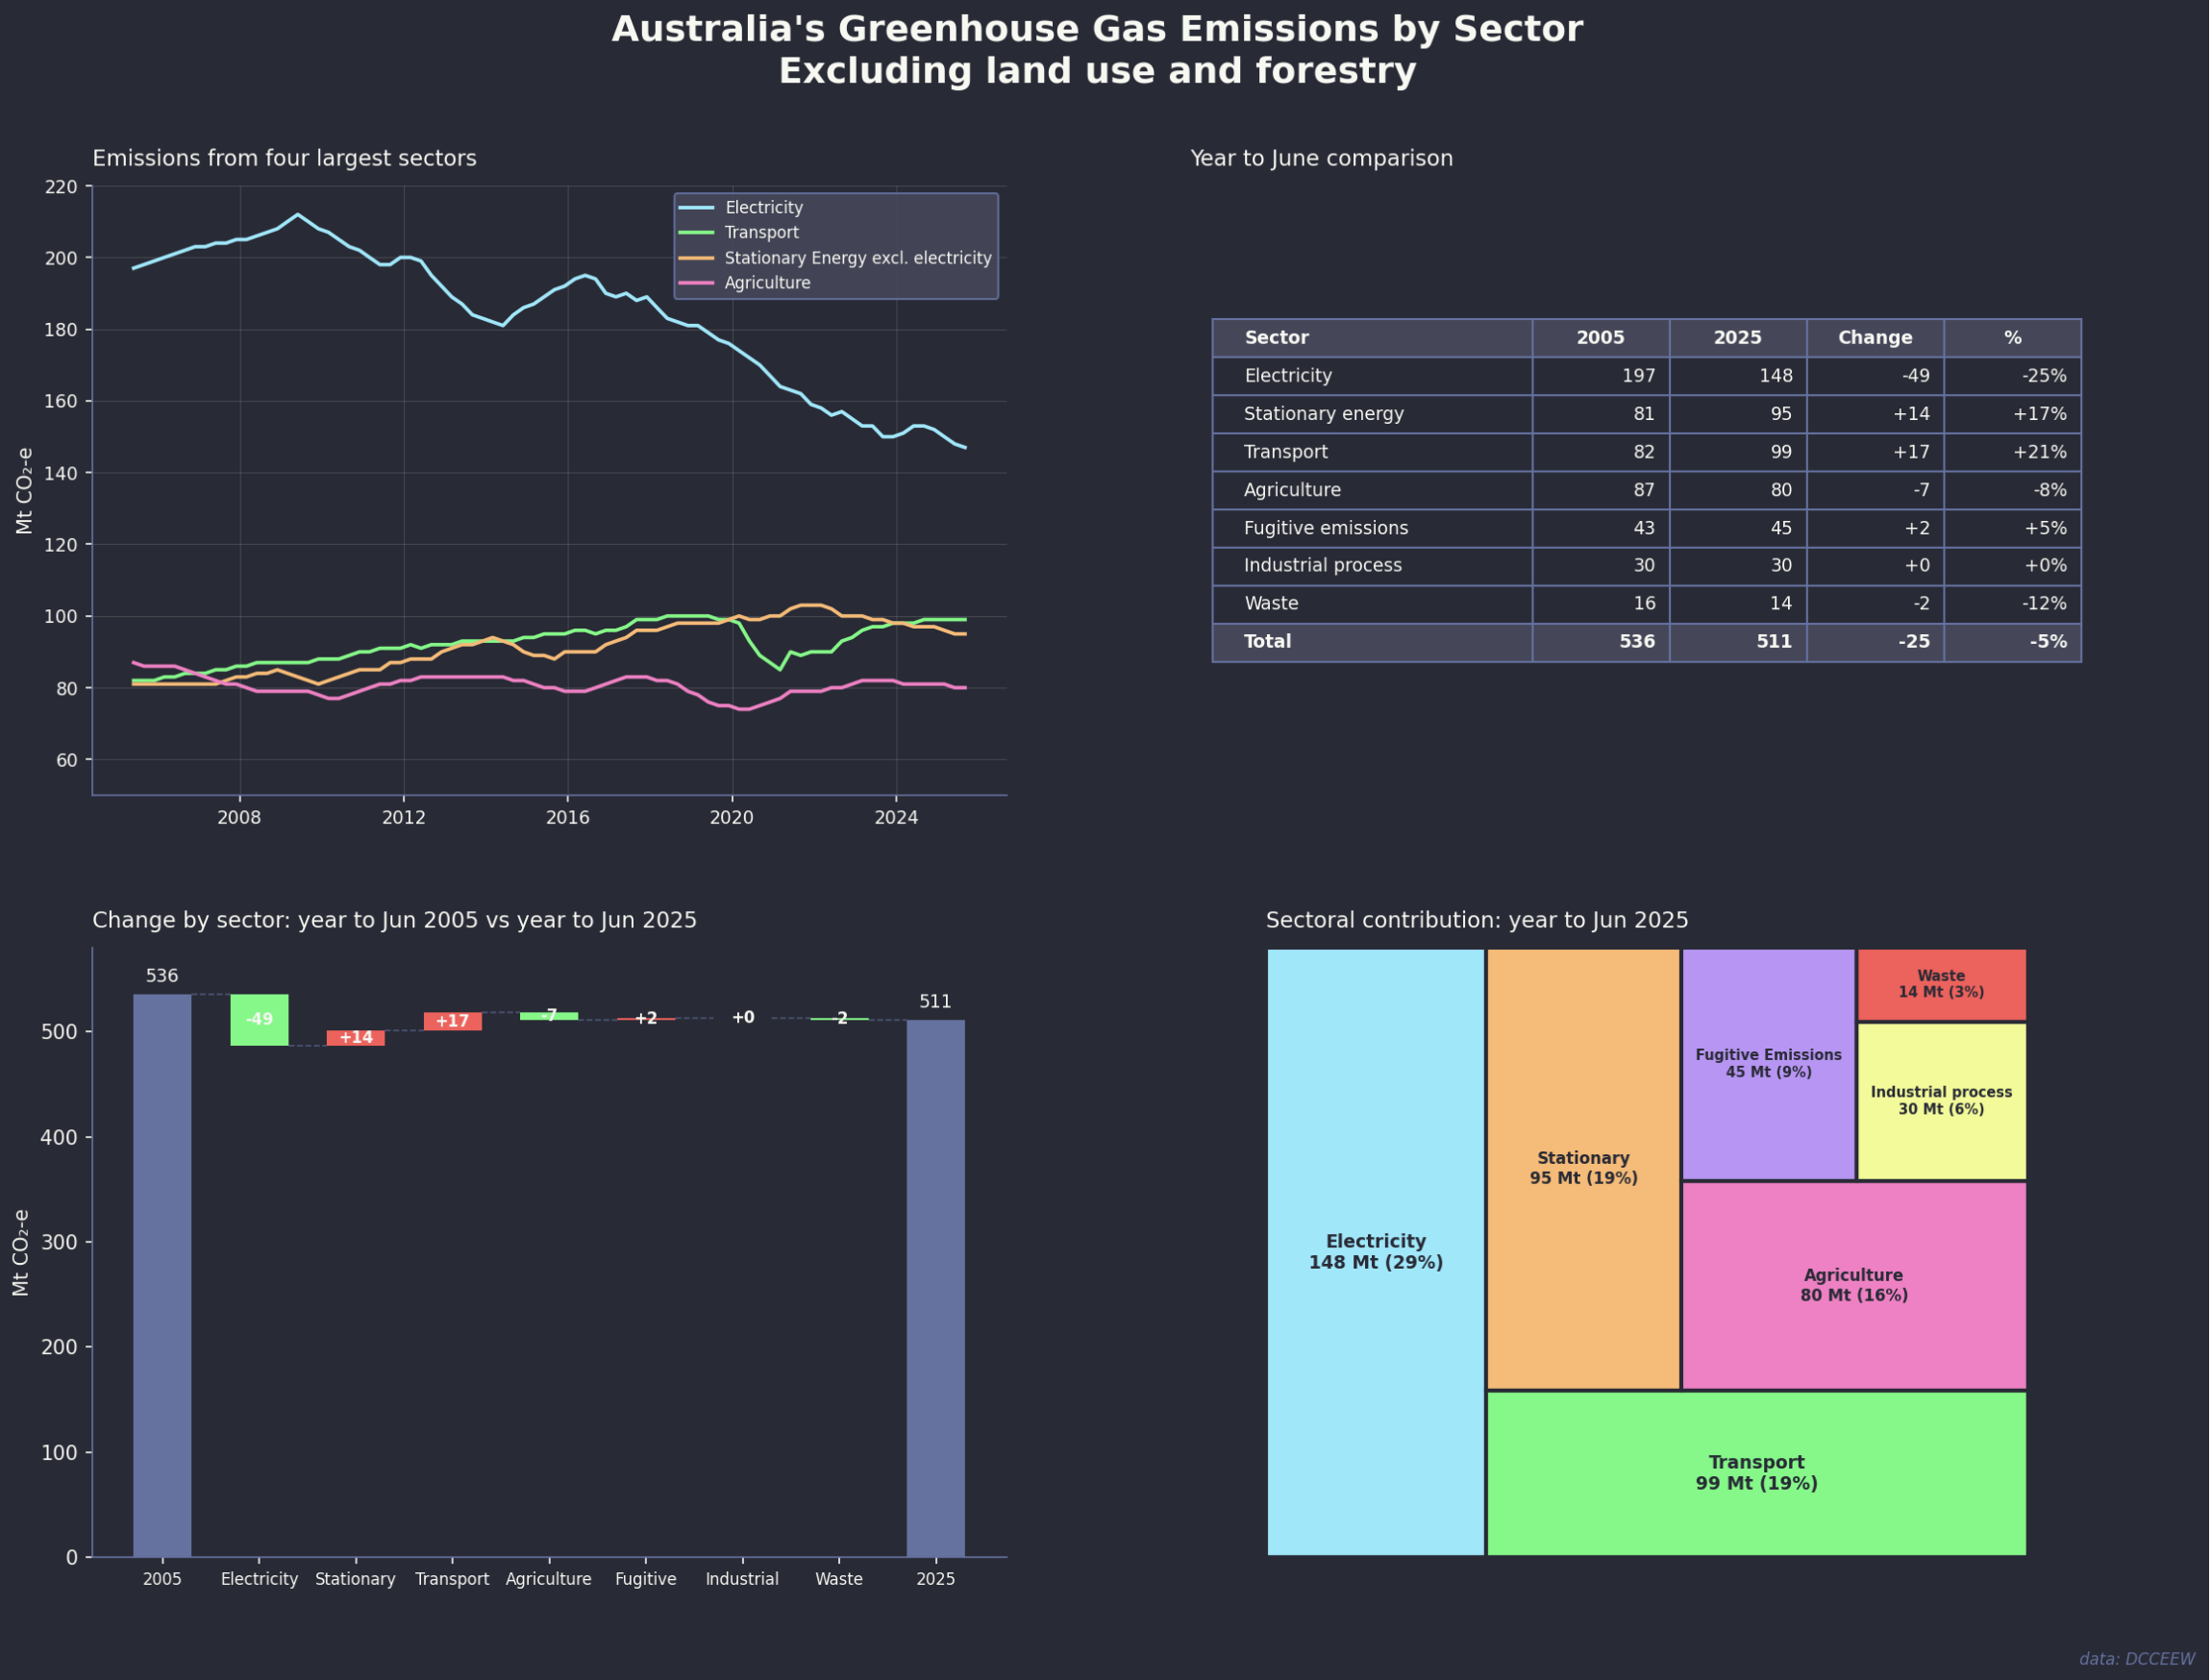 Australia's Greenhouse Gas Emissions by Sector
Excluding land use and forestry
Emissions from four largest sectors
Mt CO₂-e
220
200
180
160
140
120
100
80
60
2008 2012 2016 2020 2024
Electricity
Transport
Stationary Energy excl. electricity
Agriculture
Year to June comparison
Sector 2005 2025 Change %
Electricity 197 148 -49 -25%
Stationary energy 81 95 +14 +17%
Transport 82 99 +17 +21%
Agriculture 87 80 -7 -8%
Fugitive emissions 43 45 +2 +5%
Industrial process 30 30 +0 +0%
Waste 16 14 -2 -12%
Total 536 511 -25 -5%
Change by sector: year to Jun 2005 vs year to Jun 2025
Mt CO₂-e
500
400
300
200
100
0
536 -49 +14 +17 -7 +2 +0 -2 511
2005 Electricity Stationary Transport Agriculture Fugitive Industrial Waste 2025
Sectoral contribution: year to Jun 2025
Electricity
148 Mt (29%)
Stationary
95 Mt (19%)
Fugitive Emissions
45 Mt (9%)
Waste
14 Mt (3%)
Industrial process
30 Mt (6%)
Agriculture
80 Mt (16%)
Transport
99 Mt (19%)
data: DCCEEW